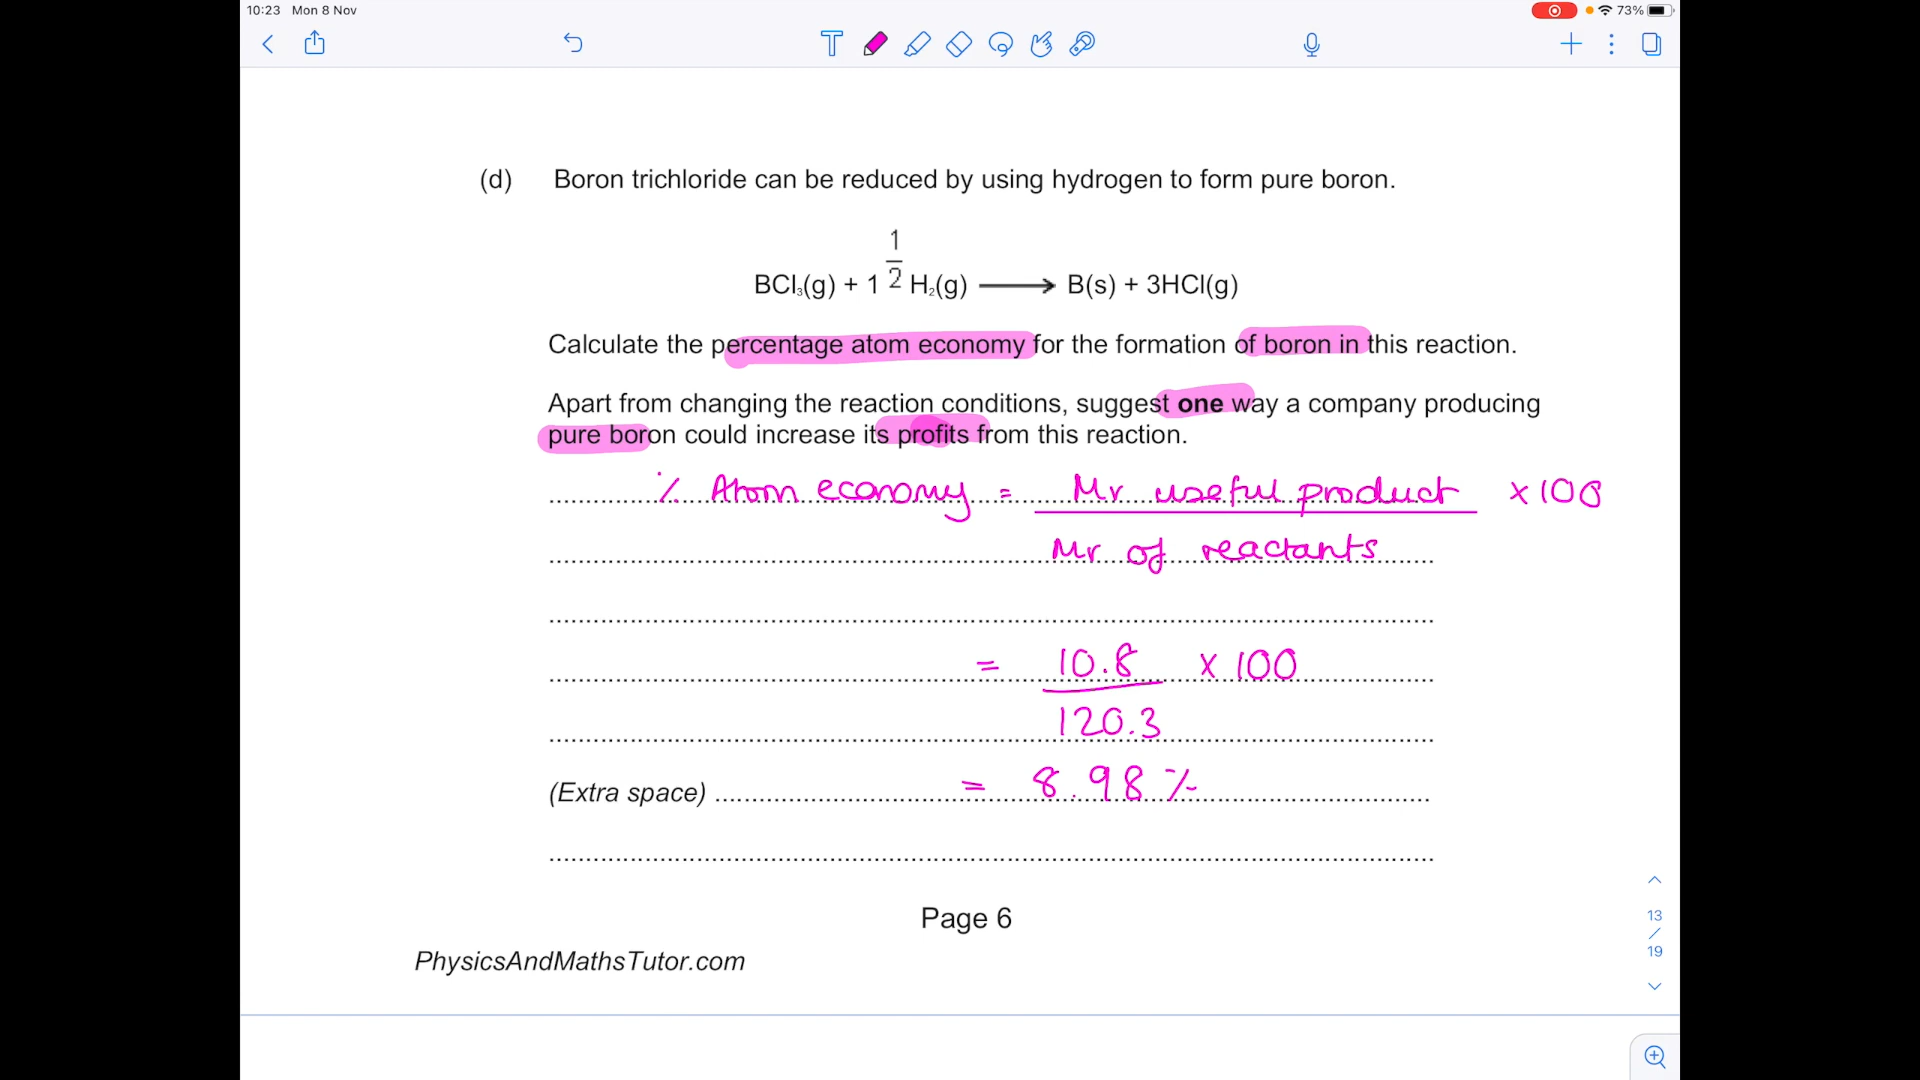 10:23 Mon 8 Nov
73%
(d) Boron trichloride can be reduced by using hydrogen to form pure boron.
BCl₃(g) + 1 1/2 H₂(g) ⟶ B(s) + 3HCl(g)
Calculate the percentage atom economy for the formation of boron in this reaction.
Apart from changing the reaction conditions, suggest one way a company producing
pure boron could increase its profits from this reaction.
% Atom economy = Mr useful product × 100
Mr of reactants
= 10.8 × 100
120.3
(Extra space) = 8.98 %
Page 6
13
/
19
PhysicsAndMathsTutor.com